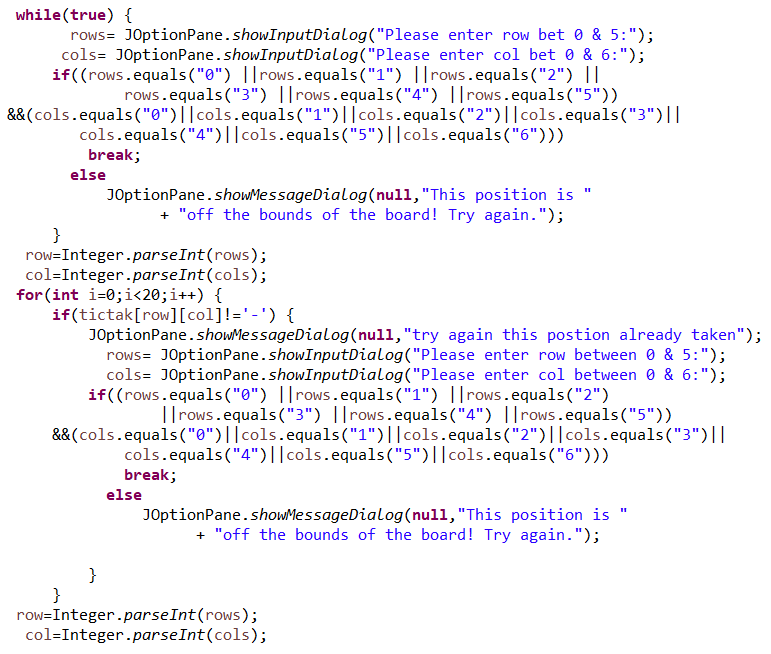 while(true) {
rows= JOptionPane.showInputDialog("Please enter row bet 0 & 5:");
cols= JOptionPane.showInputDialog("Please enter col bet 0 & 6:");
if((rows.equals("0") ||rows.equals("1") ||rows.equals("2") ||
rows.equals("3") ||rows.equals("4") ||rows.equals("5"))
&&(cols.equals("0")||cols.equals("1")||cols.equals("2")||cols.equals("3")||
cols.equals("4")||cols.equals("5")||cols.equals("6")))
break;
else
JOptionPane.showMessageDialog(null,"This position is "
+ "off the bounds of the board! Try again.");
}
row=Integer.parseInt(rows);
col=Integer.parseInt(cols);
for(int i=0;i<20;i++) {
if(tictak[row][col]!='-') {
JOptionPane.showMessageDialog(null,"try again this postion already taken");
rows= JOptionPane.showInputDialog("Please enter row between 0 & 5:");
cols= JOptionPane.showInputDialog("Please enter col between 0 & 6:");
if((rows.equals("0") ||rows.equals("1") ||rows.equals("2")
||rows.equals("3") ||rows.equals("4") ||rows.equals("5"))
&&(cols.equals("0")||cols.equals("1")||cols.equals("2")||cols.equals("3")||
cols.equals("4")||cols.equals("5")||cols.equals("6")))
break;
else
JOptionPane.showMessageDialog(null,"This position is "
+ "off the bounds of the board! Try again.");
}
}
row=Integer.parseInt(rows);
col=Integer.parseInt(cols);